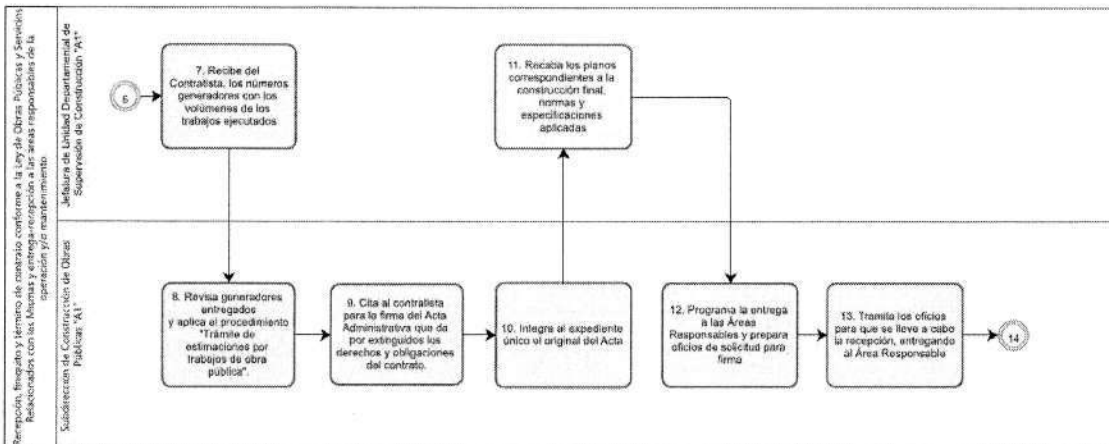 Recepción, finiquito y término de contrato conforme a la Ley de Obras Públicas y Servicios
Relacionados con las Mismas y entrega-recepción a las áreas responsables de la
operación y/o mantenimiento
Jefatura de Unidad Departamental de
Supervisión de Construcción "A1"
6
7. Recibe del
Contratista, los números
generadores con los
volúmenes de los
trabajos ejecutados
11. Recaba los planos
correspondientes a la
construcción final,
normas y
especificaciones
aplicadas
Subdirección de Construcción de Obras
Públicas "A1"
8. Revisa generadores
entregados
y aplica el procedimiento
"Trámite de
estimaciones por
trabajos de obra
pública".
9. Cita al contratista
para la firma del Acta
Administrativa que da
por extinguidos los
derechos y obligaciones
del contrato.
10. Integra al expediente
único el original del Acta
12. Programa la entrega
a las Áreas
Responsables y prepara
oficios de solicitud para
firma
13. Tramita los oficios
para que se lleve a cabo
la recepción, entregando
al Área Responsable
14